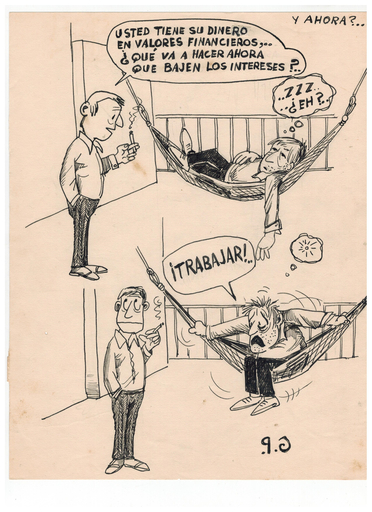 Y AHORA?...
USTED TIENE SU DINERO
EN VALORES FINANCIEROS,..
¿QUÉ VA A HACER AHORA
QUE BAJEN LOS INTERESES?..
..ZZZ..
..¿EH?..
¡TRABAJAR!..